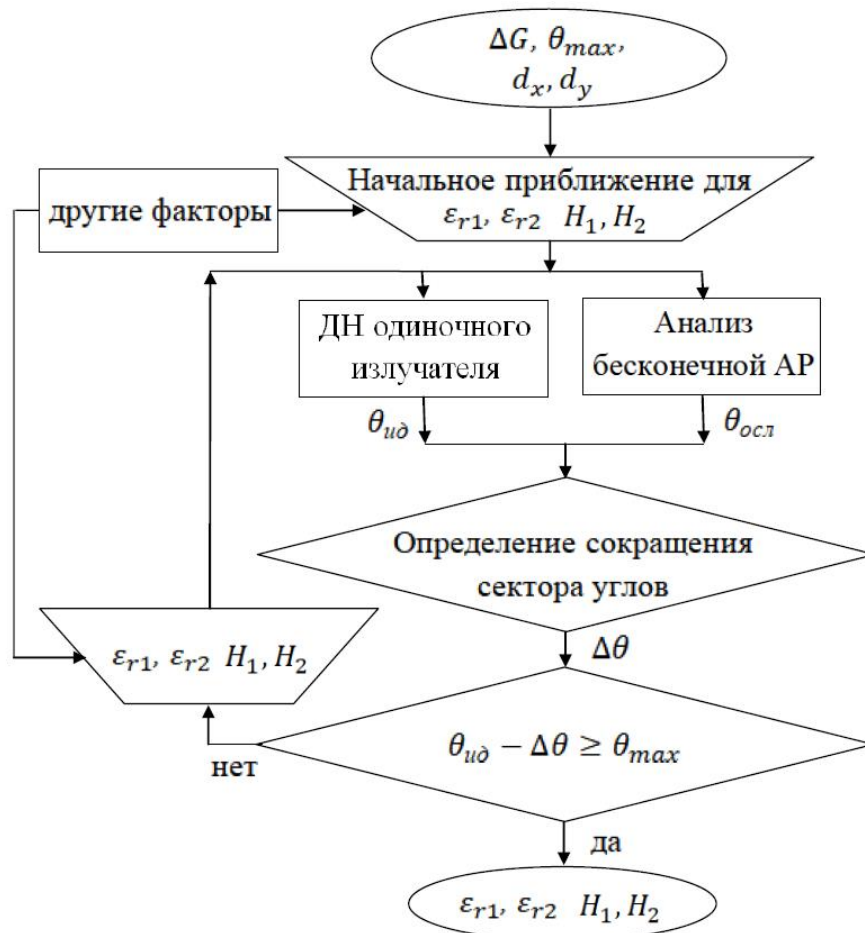 ΔG, θ_max,
d_x, d_y
Начальное приближение для
ε_r1, ε_r2 H_1, H_2
другие факторы
ДН одиночного
излучателя
Анализ
бесконечной АР
θ_ид
θ_осл
Определение сокращения
сектора углов
Δθ
ε_r1, ε_r2 H_1, H_2
θ_ид − Δθ ≥ θ_max
нет
да
ε_r1, ε_r2 H_1, H_2